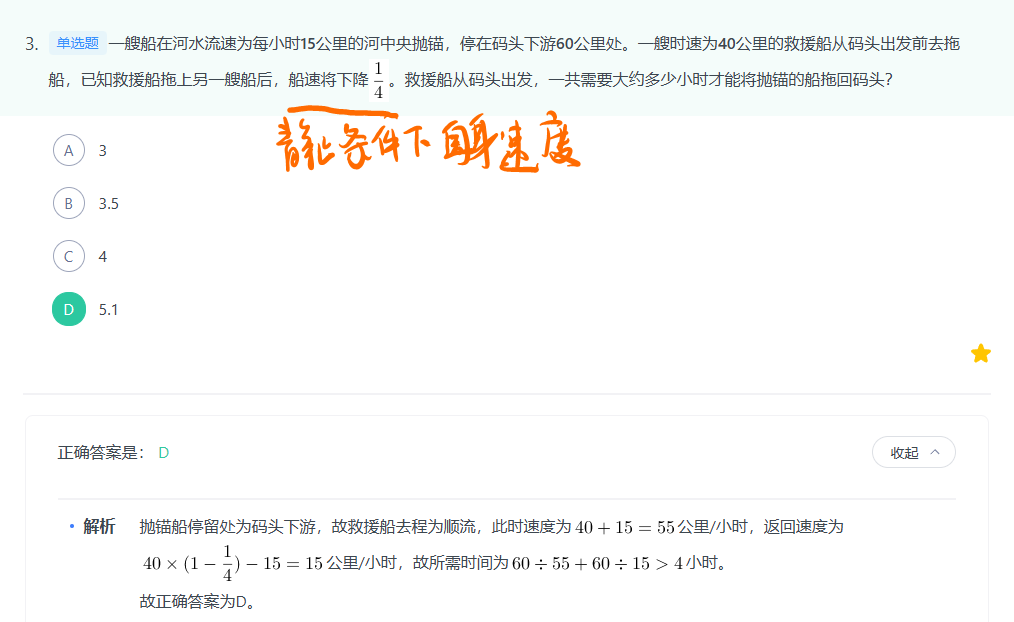 3. 单选题 一艘船在河水流速为每小时15公里的河中央抛锚，停在码头下游60公里处。一艘时速为40公里的救援船从码头出发前去拖
船，已知救援船拖上另一艘船后，船速将下降1/4。救援船从码头出发，一共需要大约多少小时才能将抛锚的船拖回码头？
静止条件下自身速度
A 3
B 3.5
C 4
D 5.1
正确答案是： D
收起
• 解析 抛锚船停留处为码头下游，故救援船去程为顺流，此时速度为 40 + 15 = 55 公里/小时，返回速度为
40 × (1 − 1/4) − 15 = 15 公里/小时，故所需时间为 60 ÷ 55 + 60 ÷ 15 > 4 小时。
故正确答案为D。